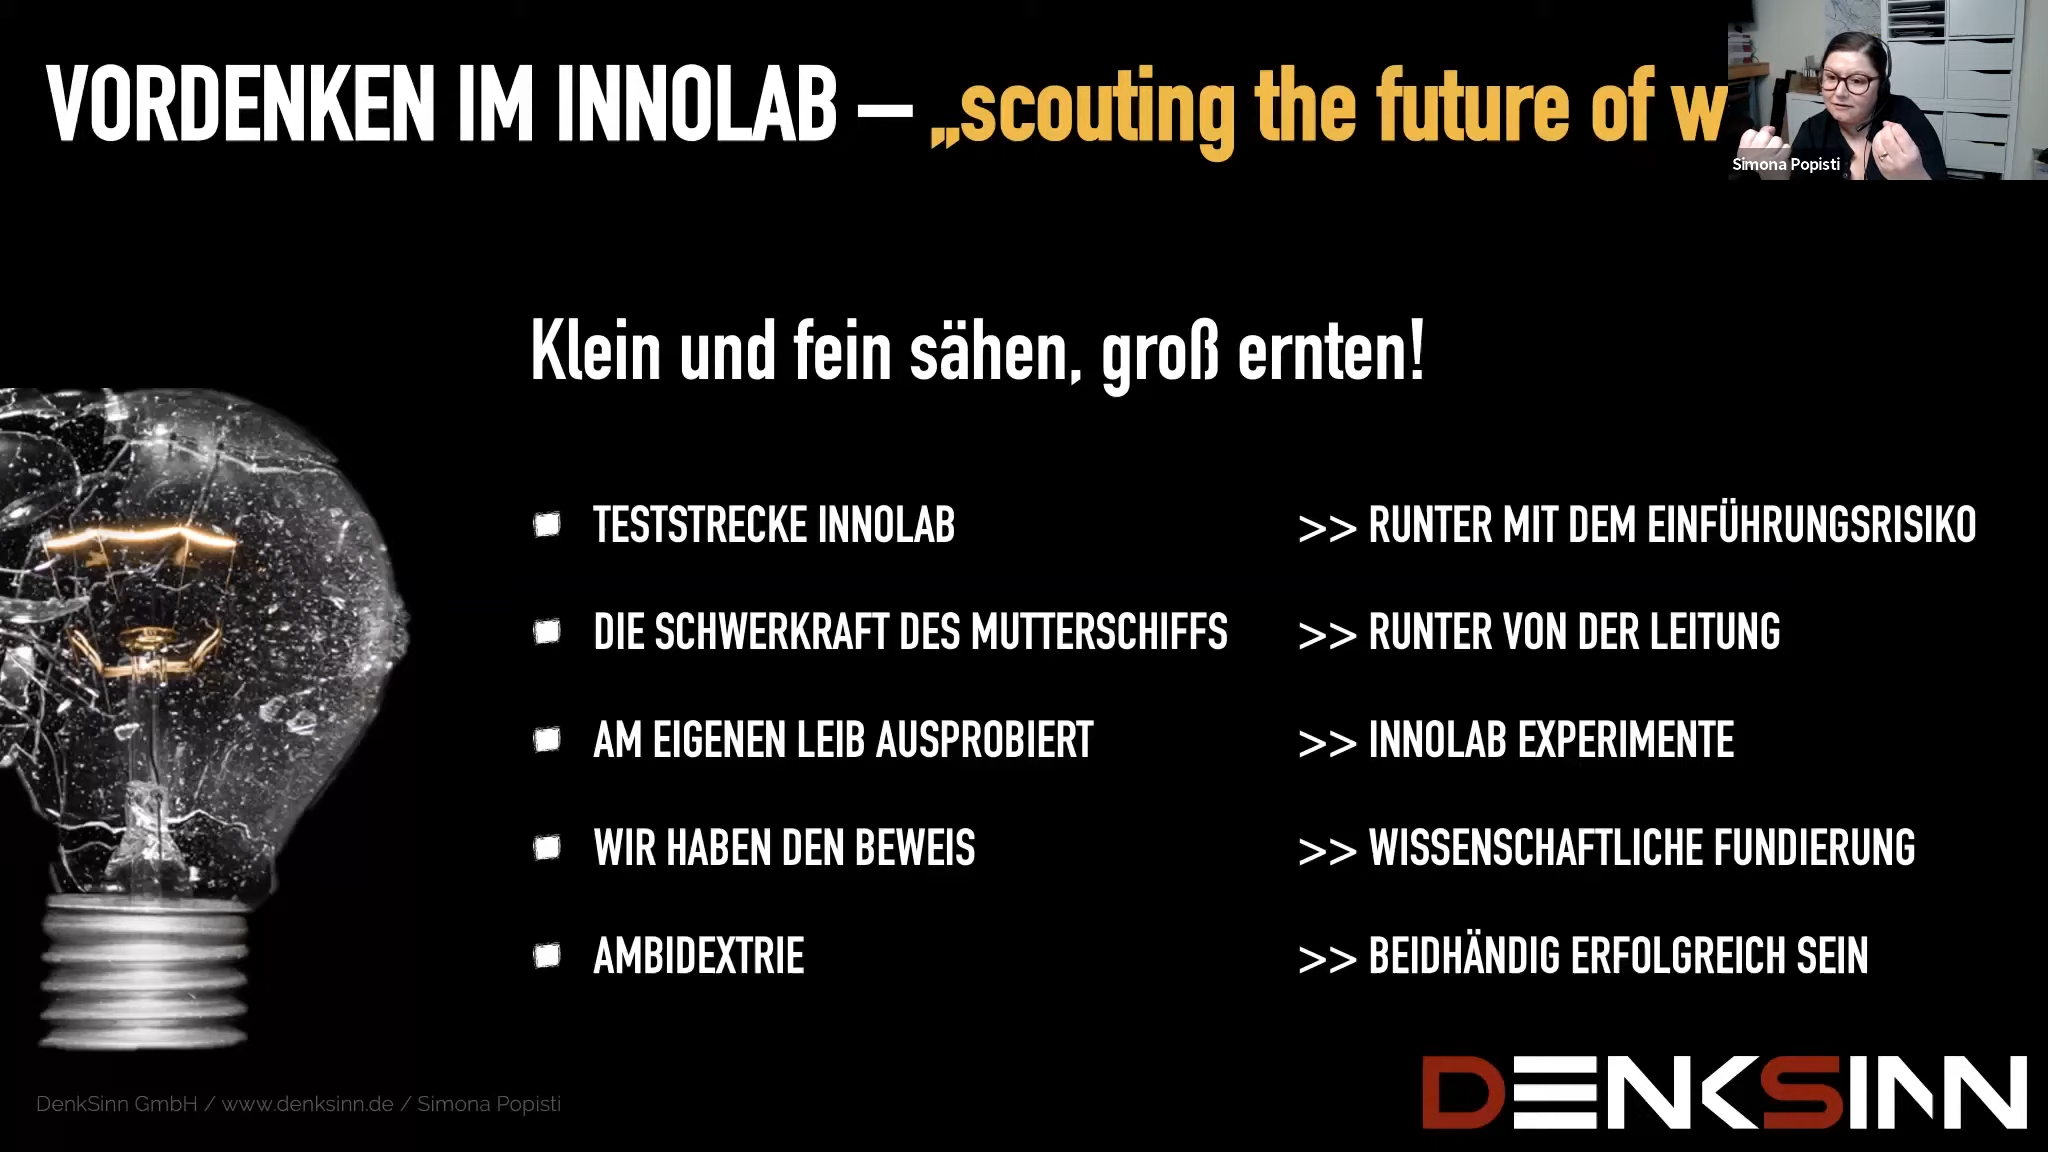 VORDENKEN IM INNOLAB – „scouting the future of w
Simona Popisti
Klein und fein sähen, groß ernten!
TESTSTRECKE INNOLAB >> RUNTER MIT DEM EINFÜHRUNGSRISIKO
DIE SCHWERKRAFT DES MUTTERSCHIFFS >> RUNTER VON DER LEITUNG
AM EIGENEN LEIB AUSPROBIERT >> INNOLAB EXPERIMENTE
WIR HABEN DEN BEWEIS >> WISSENSCHAFTLICHE FUNDIERUNG
AMBIDEXTRIE >> BEIDHÄNDIG ERFOLGREICH SEIN
DenkSinn GmbH / www.denksinn.de / Simona Popisti
DENKSINN